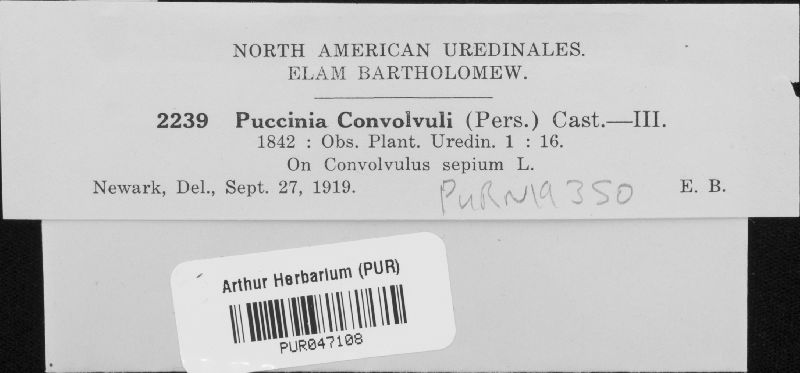 NORTH AMERICAN UREDINALES.
ELAM BARTHOLOMEW.
2239 Puccinia Convolvuli (Pers.) Cast.—III.
1842 : Obs. Plant. Uredin. 1 : 16.
On Convolvulus sepium L.
Newark, Del., Sept. 27, 1919. PURN19350 E. B.
Arthur Herbarium (PUR)
PUR047108